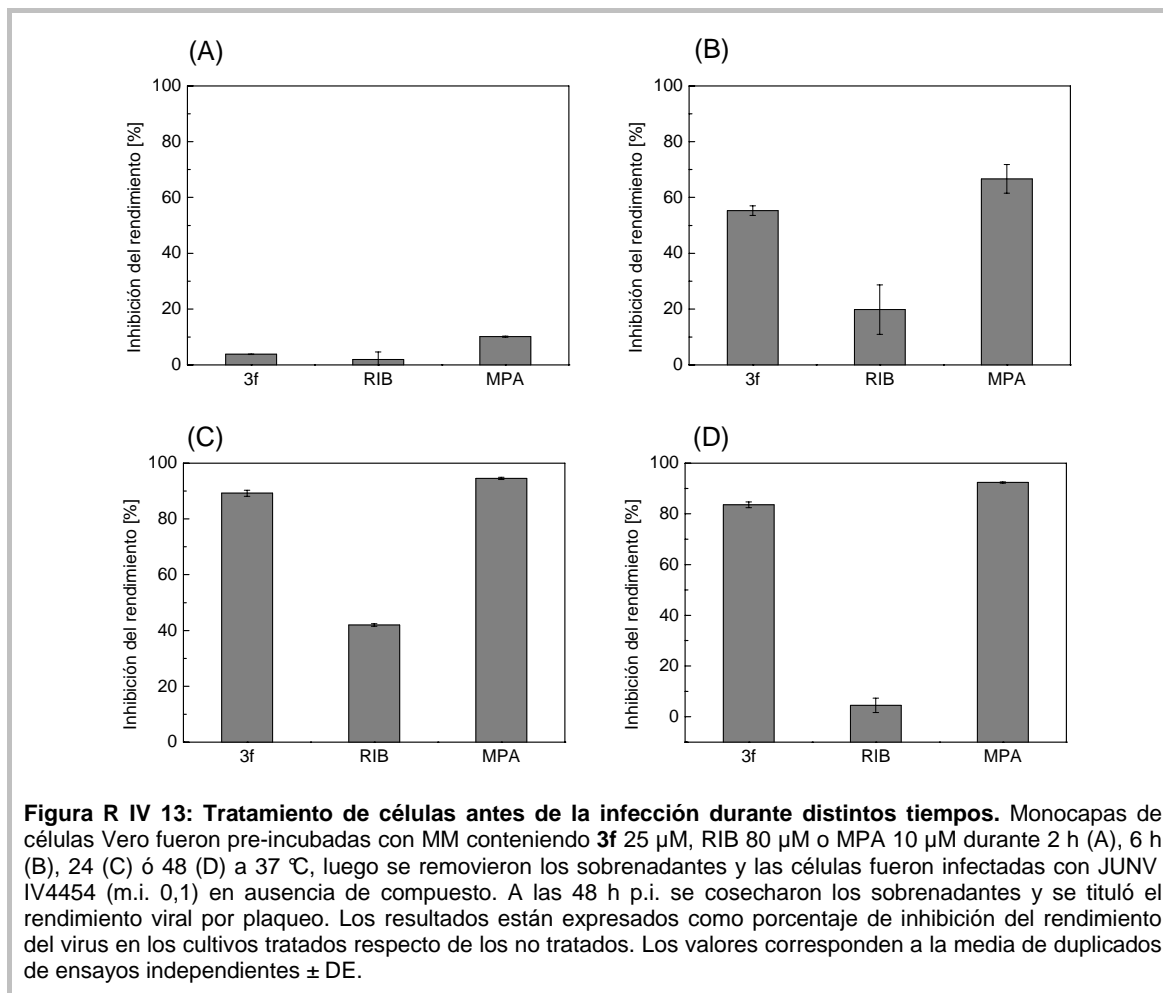 (A)
Inhibición del rendimiento [%]
100
80
60
40
20
0
3f RIB MPA
(B)
Inhibición del rendimiento [%]
100
80
60
40
20
0
3f RIB MPA
(C)
Inhibición del rendimiento [%]
100
80
60
40
20
0
3f RIB MPA
(D)
Inhibición del rendimiento [%]
100
80
60
40
20
0
3f RIB MPA
Figura R IV 13: Tratamiento de células antes de la infección durante distintos tiempos. Monocapas de
células Vero fueron pre-incubadas con MM conteniendo 3f 25 µM, RIB 80 µM o MPA 10 µM durante 2 h (A), 6 h
(B), 24 (C) ó 48 (D) a 37 ℃, luego se removieron los sobrenadantes y las células fueron infectadas con JUNV
IV4454 (m.i. 0,1) en ausencia de compuesto. A las 48 h p.i. se cosecharon los sobrenadantes y se tituló el
rendimiento viral por plaqueo. Los resultados están expresados como porcentaje de inhibición del rendimiento
del virus en los cultivos tratados respecto de los no tratados. Los valores corresponden a la media de duplicados
de ensayos independientes ± DE.